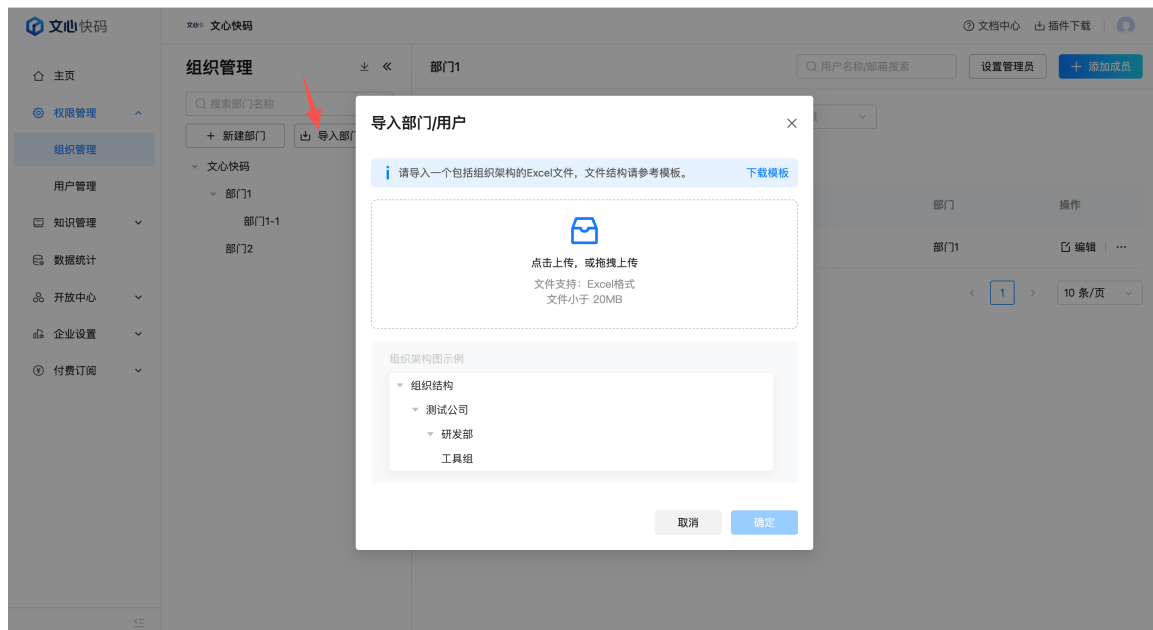 文心快码
文心快码
文档中心
插件下载
主页
权限管理
组织管理
用户管理
知识管理
数据统计
开放中心
企业设置
付费订阅
组织管理
搜索部门名称
+ 新建部门
导入部门
文心快码
部门1
部门1-1
部门2
部门1
用户名称/邮箱搜索
设置管理员
+ 添加成员
部门
操作
部门1
编辑
1
10 条/页
导入部门/用户
请导入一个包括组织架构的Excel文件，文件结构请参考模板。
下载模板
点击上传，或拖拽上传
文件支持：Excel格式
文件小于 20MB
组织架构图示例
组织结构
测试公司
研发部
工具组
取消
确定